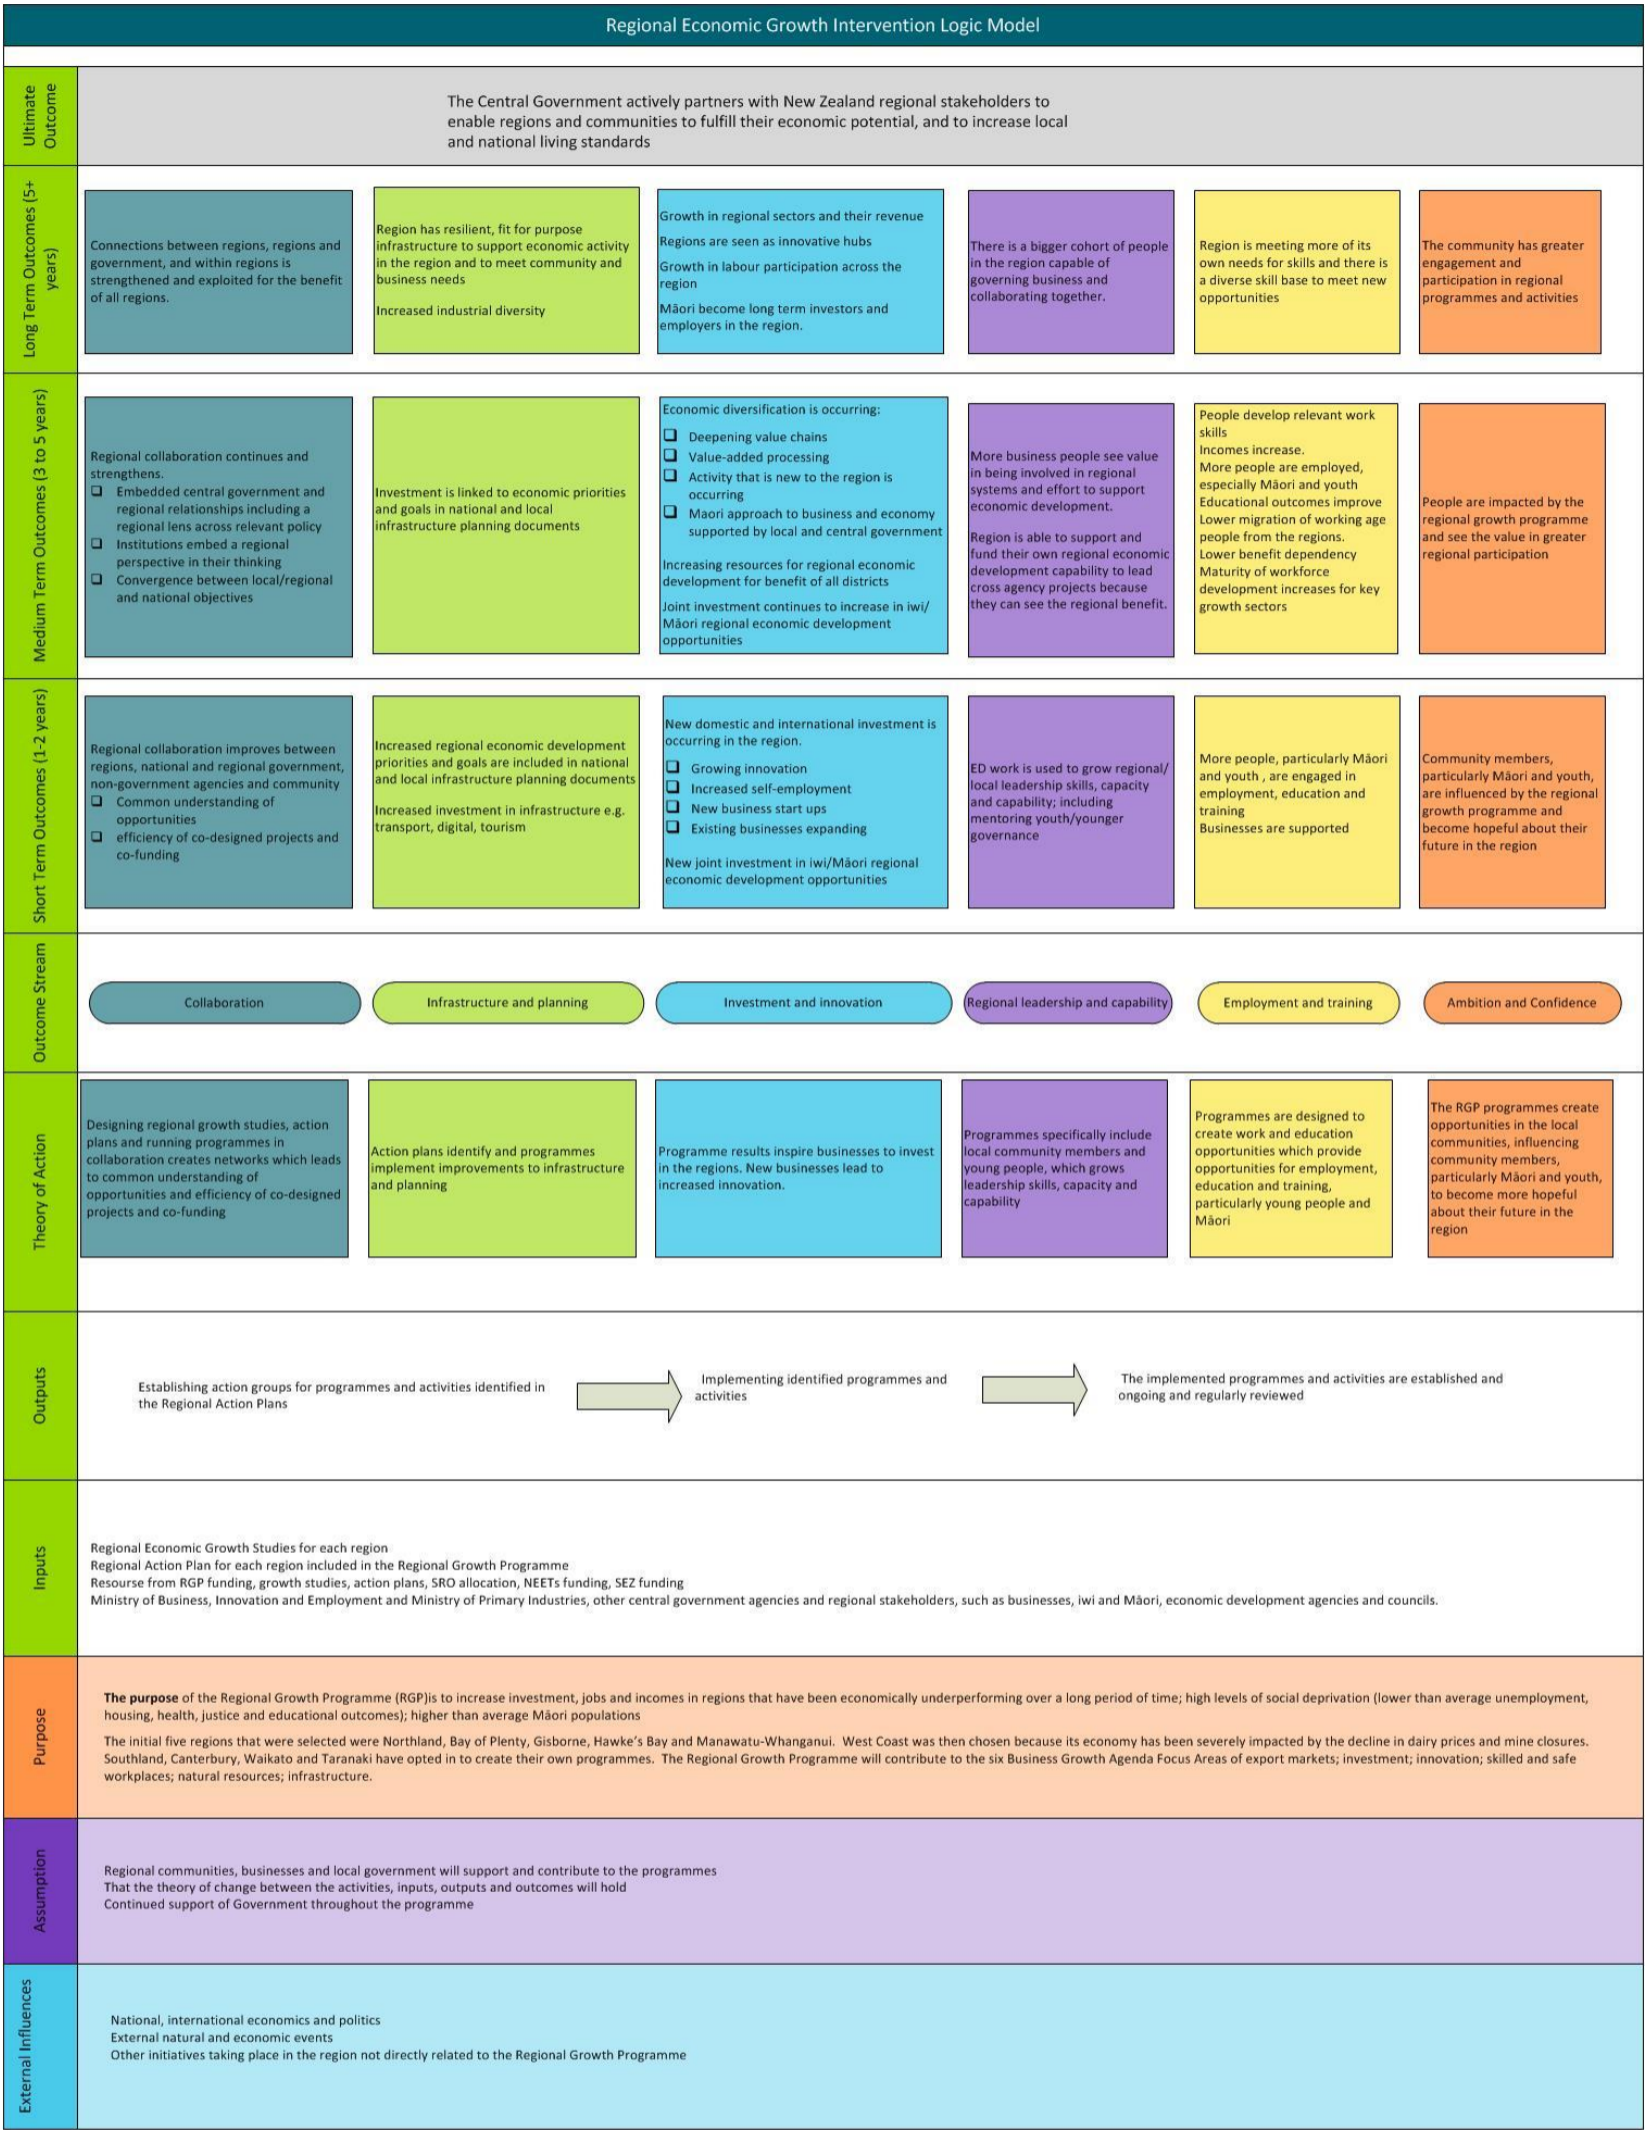 Regional Economic Growth Intervention Logic Model
Ultimate
Outcome
The Central Government actively partners with New Zealand regional stakeholders to
enable regions and communities to fulfill their economic potential, and to increase local
and national living standards
Long Term Outcomes (5+
years)
Connections between regions, regions and
government, and within regions is
strengthened and exploited for the benefit
of all regions.
Region has resilient, fit for purpose
infrastructure to support economic activity
in the region and to meet community and
business needs
Increased industrial diversity
Growth in regional sectors and their revenue
Regions are seen as innovative hubs
Growth in labour participation across the
region
Māori become long term investors and
employers in the region.
There is a bigger cohort of people
in the region capable of
governing business and
collaborating together.
Region is meeting more of its
own needs for skills and there is
a diverse skill base to meet new
opportunities
The community has greater
engagement and
participation in regional
programmes and activities
Medium Term Outcomes (3 to 5 years)
Regional collaboration continues and
strengthens.
❑ Embedded central government and
regional relationships including a
regional lens across relevant policy
❑ Institutions embed a regional
perspective in their thinking
❑ Convergence between local/regional
and national objectives
Investment is linked to economic priorities
and goals in national and local
infrastructure planning documents
Economic diversification is occurring:
❑ Deepening value chains
❑ Value-added processing
❑ Activity that is new to the region is
occurring
❑ Maori approach to business and economy
supported by local and central government
Increasing resources for regional economic
development for benefit of all districts
Joint investment continues to increase in iwi/
Māori regional economic development
opportunities
More business people see value
in being involved in regional
systems and effort to support
economic development.
Region is able to support and
fund their own regional economic
development capability to lead
cross agency projects because
they can see the regional benefit.
People develop relevant work
skills
Incomes increase.
More people are employed,
especially Māori and youth
Educational outcomes improve
Lower migration of working age
people from the regions.
Lower benefit dependency
Maturity of workforce
development increases for key
growth sectors
People are impacted by the
regional growth programme
and see the value in greater
regional participation
Short Term Outcomes (1-2 years)
Regional collaboration improves between
regions, national and regional government,
non-government agencies and community
❑ Common understanding of
opportunities
❑ efficiency of co-designed projects and
co-funding
Increased regional economic development
priorities and goals are included in national
and local infrastructure planning documents
Increased investment in infrastructure e.g.
transport, digital, tourism
New domestic and international investment is
occurring in the region.
❑ Growing innovation
❑ Increased self-employment
❑ New business start ups
❑ Existing businesses expanding
New joint investment in iwi/Māori regional
economic development opportunities
ED work is used to grow regional/
local leadership skills, capacity
and capability; including
mentoring youth/younger
governance
More people, particularly Māori
and youth , are engaged in
employment, education and
training
Businesses are supported
Community members,
particularly Māori and youth,
are influenced by the regional
growth programme and
become hopeful about their
future in the region
Outcome Stream
Collaboration
Infrastructure and planning
Investment and innovation
Regional leadership and capability
Employment and training
Ambition and Confidence
Theory of Action
Designing regional growth studies, action
plans and running programmes in
collaboration creates networks which leads
to common understanding of
opportunities and efficiency of co-designed
projects and co-funding
Action plans identify and programmes
implement improvements to infrastructure
and planning
Programme results inspire businesses to invest
in the regions. New businesses lead to
increased innovation.
Programmes specifically include
local community members and
young people, which grows
leadership skills, capacity and
capability
Programmes are designed to
create work and education
opportunities which provide
opportunities for employment,
education and training,
particularly young people and
Māori
The RGP programmes create
opportunities in the local
communities, influencing
community members,
particularly Māori and youth,
to become more hopeful
about their future in the
region
Outputs
Establishing action groups for programmes and activities identified in
the Regional Action Plans
Implementing identified programmes and
activities
The implemented programmes and activities are established and
ongoing and regularly reviewed
Inputs
Regional Economic Growth Studies for each region
Regional Action Plan for each region included in the Regional Growth Programme
Resourse from RGP funding, growth studies, action plans, SRO allocation, NEETs funding, SEZ funding
Ministry of Business, Innovation and Employment and Ministry of Primary Industries, other central government agencies and regional stakeholders, such as businesses, iwi and Māori, economic development agencies and councils.
Purpose
The purpose of the Regional Growth Programme (RGP)is to increase investment, jobs and incomes in regions that have been economically underperforming over a long period of time; high levels of social deprivation (lower than average unemployment,
housing, health, justice and educational outcomes); higher than average Māori populations
The initial five regions that were selected were Northland, Bay of Plenty, Gisborne, Hawke's Bay and Manawatu-Whanganui. West Coast was then chosen because its economy has been severely impacted by the decline in dairy prices and mine closures.
Southland, Canterbury, Waikato and Taranaki have opted in to create their own programmes. The Regional Growth Programme will contribute to the six Business Growth Agenda Focus Areas of export markets; investment; innovation; skilled and safe
workplaces; natural resources; infrastructure.
Assumption
Regional communities, businesses and local government will support and contribute to the programmes
That the theory of change between the activities, inputs, outputs and outcomes will hold
Continued support of Government throughout the programme
External Influences
National, international economics and politics
External natural and economic events
Other initiatives taking place in the region not directly related to the Regional Growth Programme